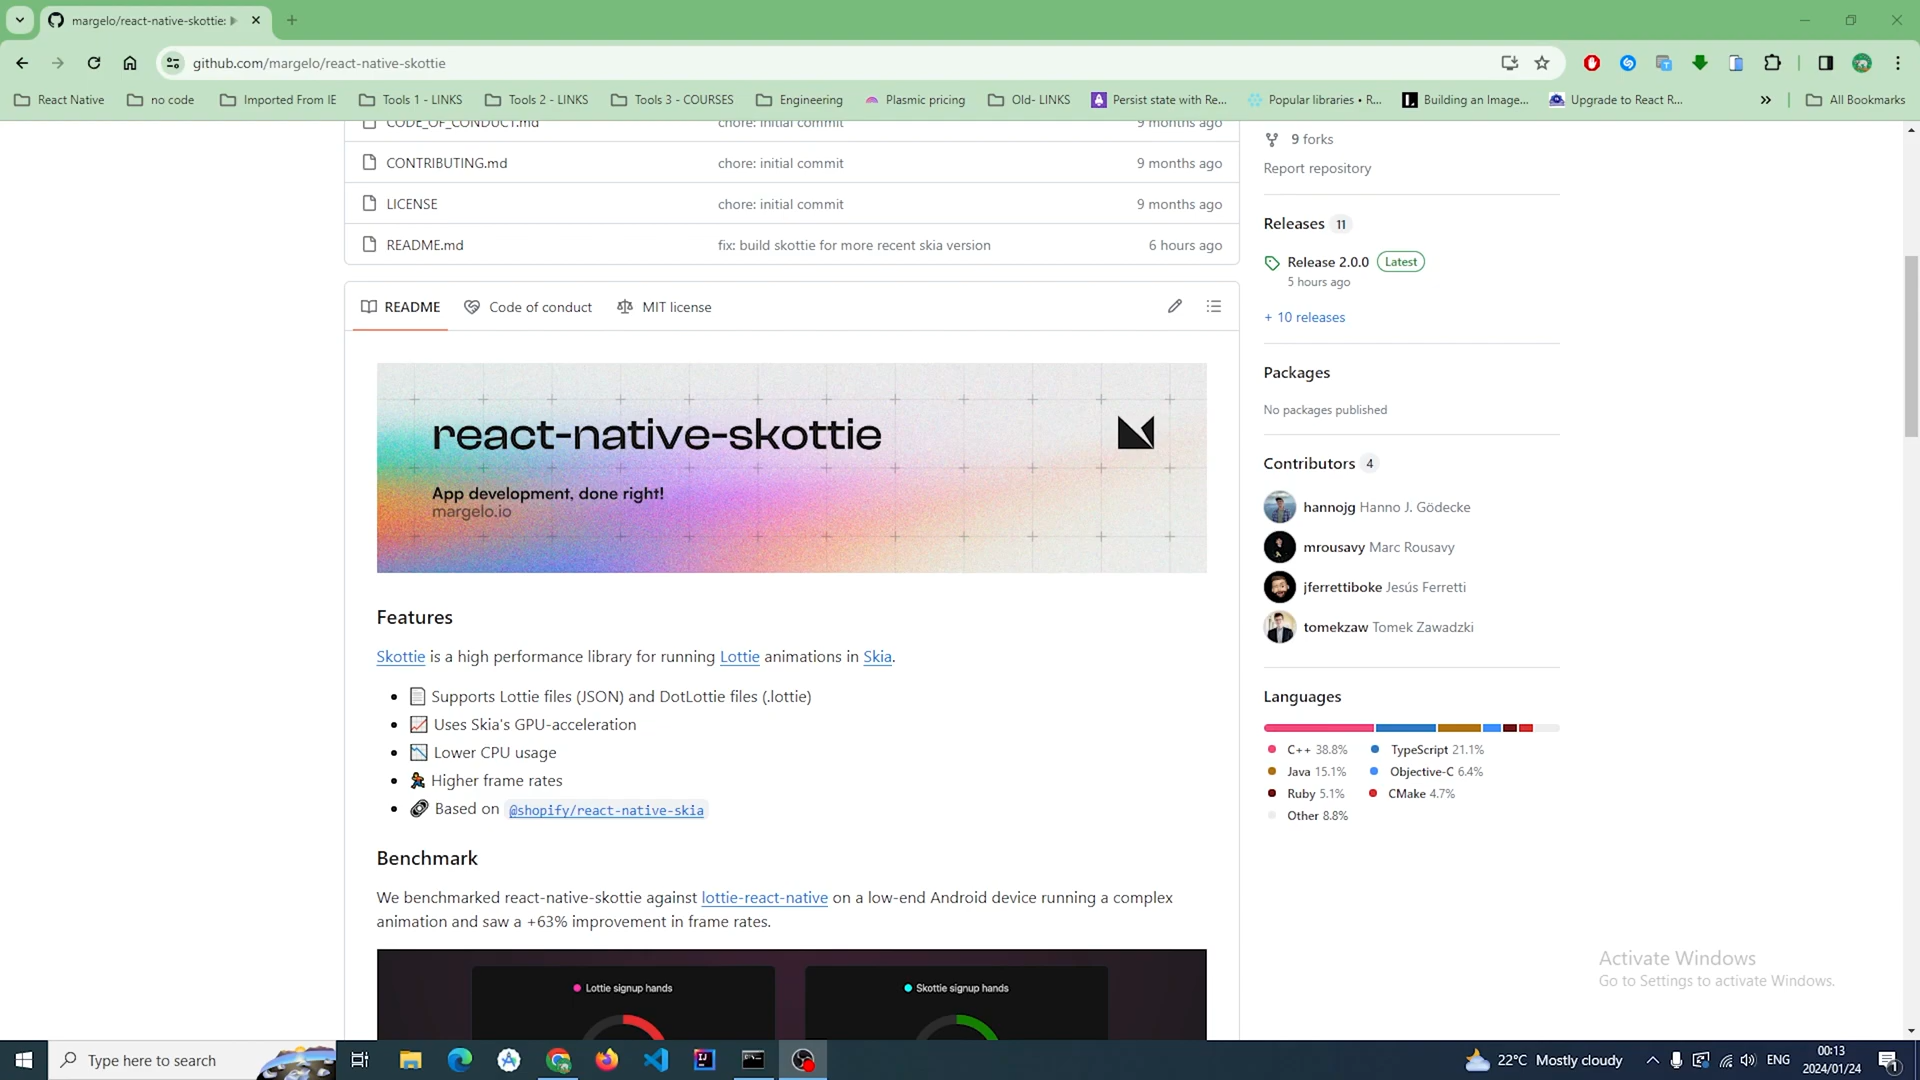 margelo/react-native-skottie:
github.com/margelo/react-native-skottie
React Native
no code
Imported From IE
Tools 1 - LINKS
Tools 2 - LINKS
Tools 3 - COURSES
Engineering
Plasmic pricing
Old- LINKS
Persist state with Re...
Popular libraries • R...
Building an Image...
Upgrade to React R...
All Bookmarks
CODE_OF_CONDUCT.md chore: initial commit 9 months ago
CONTRIBUTING.md chore: initial commit 9 months ago
LICENSE chore: initial commit 9 months ago
README.md fix: build skottie for more recent skia version 6 hours ago
README Code of conduct MIT license
react-native-skottie
App development, done right!
margelo.io
Features
Skottie is a high performance library for running Lottie animations in Skia.
Supports Lottie files (JSON) and DotLottie files (.lottie)
Uses Skia's GPU-acceleration
Lower CPU usage
Higher frame rates
Based on @shopify/react-native-skia
Benchmark
We benchmarked react-native-skottie against lottie-react-native on a low-end Android device running a complex
animation and saw a +63% improvement in frame rates.
Lottie signup hands
Skottie signup hands
9 forks
Report repository
Releases 11
Release 2.0.0 Latest
5 hours ago
+ 10 releases
Packages
No packages published
Contributors 4
hannojg Hanno J. Gödecke
mrousavy Marc Rousavy
jferrettiboke Jesús Ferretti
tomekzaw Tomek Zawadzki
Languages
C++ 38.8% TypeScript 21.1%
Java 15.1% Objective-C 6.4%
Ruby 5.1% CMake 4.7%
Other 8.8%
Activate Windows
Go to Settings to activate Windows.
Type here to search
22°C Mostly cloudy
ENG
00:13
2024/01/24
1